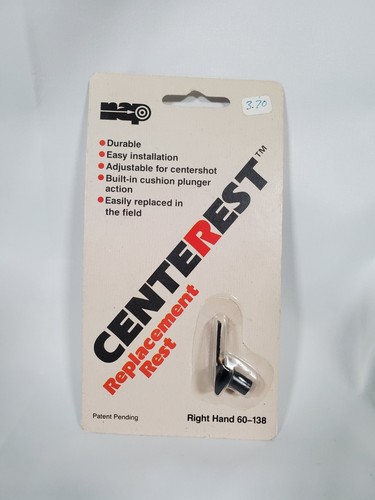 nap
3.70
Durable
Easy installation
Adjustable for centershot
Built-in cushion plunger
action
Easily replaced in
the field
CENTEREST™
Replacement
Rest
Patent Pending
Right Hand 60-138